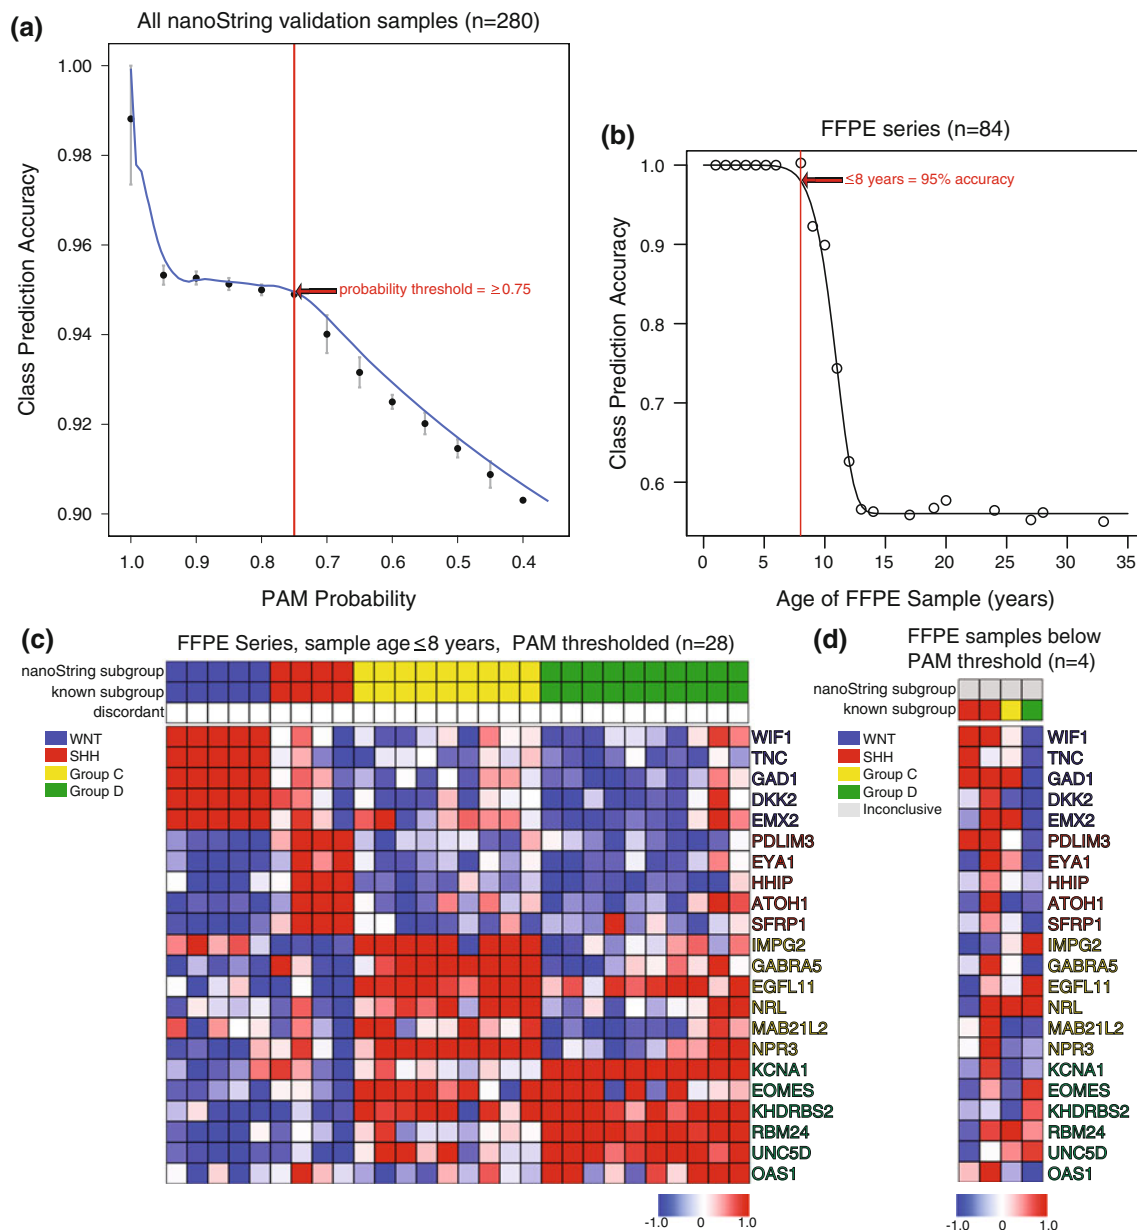 (a)
All nanoString validation samples (n=280)
Class Prediction Accuracy
1.00
0.98
0.96
0.94
0.92
0.90
probability threshold = ≥0.75
1.0 0.9 0.8 0.7 0.6 0.5 0.4
PAM Probability
(b)
FFPE series (n=84)
Class Prediction Accuracy
1.0
0.9
0.8
0.7
0.6
≤8 years = 95% accuracy
0 5 10 15 20 25 30 35
Age of FFPE Sample (years)
(c)
FFPE Series, sample age ≤8 years, PAM thresholded (n=28)
nanoString subgroup
known subgroup
discordant
WNT
SHH
Group C
Group D
WIF1
TNC
GAD1
DKK2
EMX2
PDLIM3
EYA1
HHIP
ATOH1
SFRP1
IMPG2
GABRA5
EGFL11
NRL
MAB21L2
NPR3
KCNA1
EOMES
KHDRBS2
RBM24
UNC5D
OAS1
-1.0 0 1.0
(d)
FFPE samples below
PAM threshold (n=4)
nanoString subgroup
known subgroup
WNT
SHH
Group C
Group D
Inconclusive
WIF1
TNC
GAD1
DKK2
EMX2
PDLIM3
EYA1
HHIP
ATOH1
SFRP1
IMPG2
GABRA5
EGFL11
NRL
MAB21L2
NPR3
KCNA1
EOMES
KHDRBS2
RBM24
UNC5D
OAS1
-1.0 0 1.0